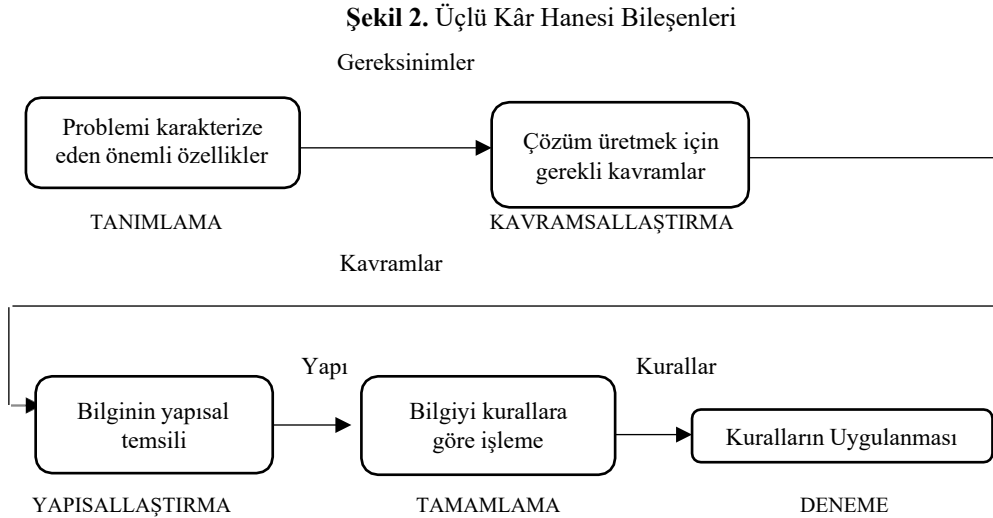 Şekil 2. Üçlü Kâr Hanesi Bileşenleri
Gereksinimler
Problemi karakterize
eden önemli özellikler
Çözüm üretmek için
gerekli kavramlar
TANIMLAMA
KAVRAMSALLAŞTIRMA
Kavramlar
Yapı
Kurallar
Bilginin yapısal
temsili
Bilgiyi kurallara
göre işleme
Kuralların Uygulanması
YAPISALLAŞTIRMA
TAMAMLAMA
DENEME